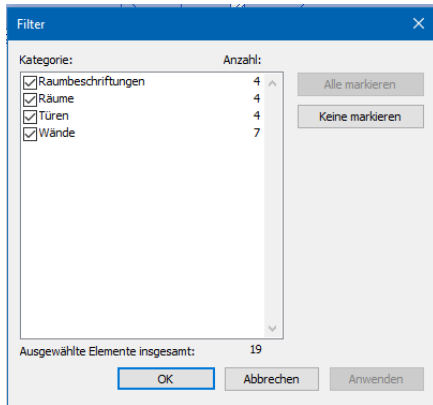 Filter
Kategorie: Anzahl:
Raumbeschriftungen 4
Räume 4
Türen 4
Wände 7
Alle markieren
Keine markieren
Ausgewählte Elemente insgesamt: 19
OK Abbrechen Anwenden